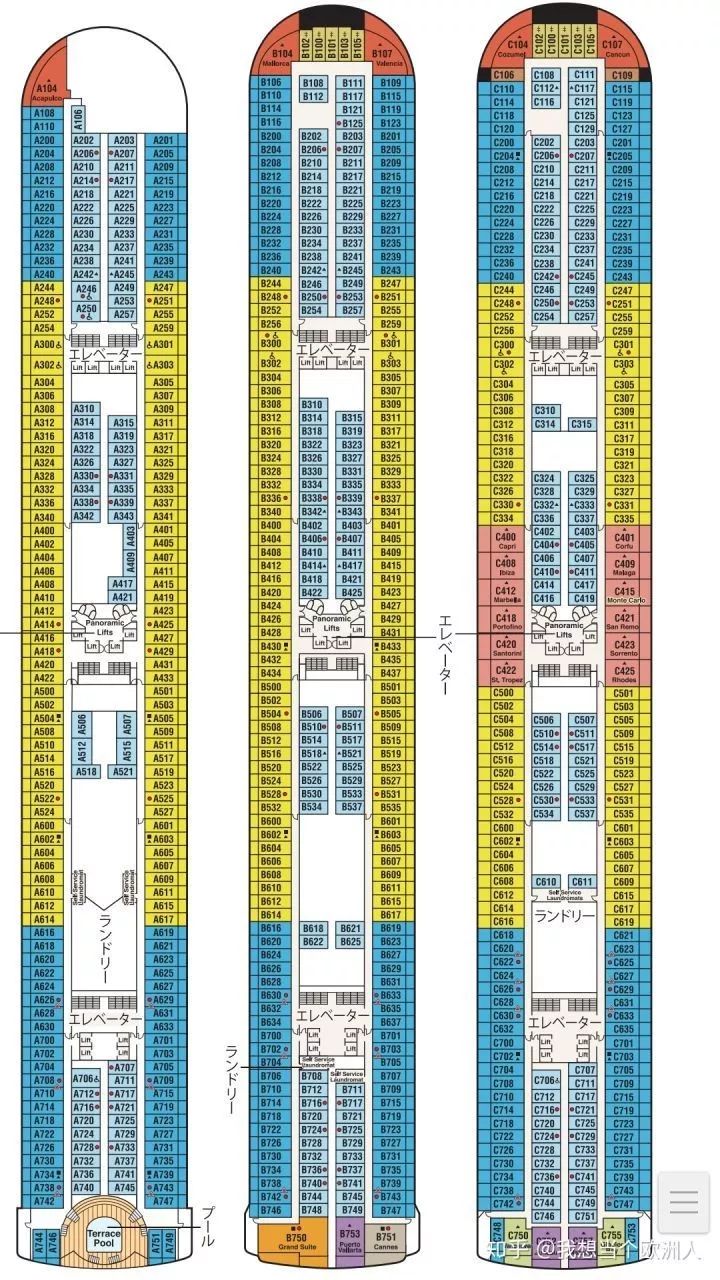 A104
Acapulco
A106
A108
A110
A200 A202 A203 A201
A204 A206 A207 A205
A208 A210 A211 A209
A212 A214 A217 A215
A216 A218 A221 A219
A220 A222 A225 A223
A224 A226 A229 A227
A228 A230 A233 A231
A232 A234 A237 A235
A236 A238 A241 A239
A240 A242 A245 A243
A244 A246 A249 A247
A248 A253 A251
A252 A250 A257 A255
A254 A259
A300 A301
エレベーター
A302 Lift Lift Lift Lift A303
A304 A305
A306 A307
A308 A310 A309
A312 A314 A315 A311
A316 A318 A319 A317
A320 A322 A323 A321
A324 A326 A327 A325
A328 A330 A331 A329
A332 A334 A335 A333
A336 A338 A339 A337
A340 A342 A343 A341
A400 A403 A401
A402 A405
A404 A409 A407
A406 A411
A408 A417 A415
A410 A421 A419
A412 A423
A414 Panoramic A425
A416 Lifts A427
A418 A429
A420 A431
A422 A433
A500 A501
A502 A503
A504 A506 A507 A505
A508 A509
A510 A512 A515 A511
A514 A517
A516 A518 A521 A519
A520 A523
A522 A525
A524 A527
A600 A601
A602 A603
A604 A605
A606 A607
A608 A609
A610 Self Service Laundromat Self Service Laundromat A611
A612 A615
A614 A617
ランドリー
A616 A619
A618 A621
A620 A623
A622 A625
A624 A627
A626 A629
A628 A631
エレベーター
A630 A633
A700 Lift Lift A701
A702 Lift Lift A703
A704 A707 A705
A708 A706 A711 A709
A710 A712 A717 A715
A714 A716 A721 A719
A718 A720 A725 A723
A722 A724 A729 A727
A726 A728 A733 A731
A730 A732 A737 A735
A734 A736 A741 A739
A738 A740 A745 A743
A742 A747
プール
Terrace
Pool
A744 A746 A751 A749
B104
Mallorca
B102 B100 B101 B103 B105
B107
Valencia
B106 B108 B111 B109
B110 B112 B117 B115
B114 B121 B119
B116 B125 B123
B200 B202 B203 B201
B204 B206 B207 B205
B208 B210 B211 B209
B212 B214 B217 B215
B216 B218 B221 B219
B220 B222 B225 B223
B224 B226 B229 B227
B228 B230 B233 B231
B232 B234 B237 B235
B236 B238 B241 B239
B240 B242 B245 B243
B244 B246 B249 B247
B248 B250 B253 B251
B252 B254 B257 B255
B256 B259
B300 エレベーター B301
B302 Lift Lift Lift Lift B303
B304 B305
B306 B307
B308 B310 B309
B312 B314 B315 B311
B316 B318 B319 B317
B320 B322 B323 B321
B324 B326 B327 B325
B328 B330 B331 B329
B332 B334 B335 B333
B336 B338 B339 B337
B340 B342 B343 B341
B400 B402 B403 B401
B404 B406 B407 B405
B408 B410 B411 B409
B412 B414 B417 B415
B416 B418 B421 B419
B420 B422 B425 B423
B424 B427
B426 Panoramic B429
B428 Lifts B431
B430 B433
B432 B435
B434 B437
B500 B501
B502 B503
B504 B506 B507 B505
B508 B510 B511 B509
B512 B514 B517 B515
B516 B518 B521 B519
B520 B522 B525 B523
B524 B526 B529 B527
B528 B530 B533 B531
B532 B534 B537 B535
B600 B601
B602 B603
B604 B605
B606 B607
B608 B609
B610 B611
B612 B615
B614 B617
B616 B618 B621 B619
B620 B622 B625 B623
B624 B627
B626 B629
B628 B631
B630 B633
B632 B635
B634 エレベーター B637
B700 Lift Lift B701
B702 Lift Lift B703
B704 Self Service Laundromat B705
B706 B708 Self Service Laundromat B707
B710 B712 B711 B709
B714 B716 B717 B715
B718 B720 B721 B719
B722 B724 B725 B723
B726 B728 B729 B727
B730 B732 B733 B731
B734 B736 B737 B735
B738 B740 B741 B739
B742 B744 B745 B743
B746 B748 B749 B747
ランドリー
B750
Grand Suite
B753
Puerto
Vallarta
B751
Cannes
エレベーター
C104
Cozumel
C102 C100 C101 C103 C105
C107
Cancun
C106 C108 C111 C109
C110 C112 C117 C115
C114 C116 C121 C119
C118 C125 C123
C120 C129 C127
C200 C202 C203 C201
C204 C206 C207 C205
C208 C210 C211 C209
C212 C214 C217 C215
C216 C218 C221 C219
C220 C222 C225 C223
C224 C226 C229 C227
C228 C230 C233 C231
C232 C234 C237 C235
C236 C238 C241 C239
C240 C242 C245 C243
C244 C246 C249 C247
C248 C250 C253 C251
C252 C254 C257 C255
C256 C259
C300 エレベーター C301
C302 Lift Lift Lift Lift C303
C304 C305
C306 C307
C308 C310 C309
C312 C314 C315 C311
C316 C317
C318 C319
C320 C321
C322 C324 C325 C323
C326 C328 C329 C327
C330 C332 C333 C331
C334 C336 C337 C335
C400 Capri C402 C403 C401 Corfu
C404 C405
C408 Ibiza C406 C407 C409 Malaga
C410 C411
C412 Marbella C414 C417 C415 Monte Carlo
C416 C419
C418 Portofino Panoramic Lifts C421 San Remo
C420 Santorini C423 Sorrento
C422 St. Tropez C425 Rhodes
C500 C501
C502 C503
C504 C506 C507 C505
C508 C510 C511 C509
C512 C514 C517 C515
C516 C518 C521 C519
C520 C522 C525 C523
C524 C526 C529 C527
C528 C530 C533 C531
C532 C534 C537 C535
C600 C601
C602 C603
C604 C605
C606 C607
C608 C610 C611 C609
C612 Self Service Laundromats C615
C614 ランドリー C617
C616 C619
C618 C621
C620 C623
C622 C625
C624 C627
C626 C629
C628 C631
C630 エレベーター C633
C632 C635
C700 Lift Lift C701
C702 Lift Lift C703
C704 C706 C707 C705
C708 C711 C709
C710 C712 C717 C715
C714 C716 C721 C719
C718 C720 C725 C723
C722 C724 C729 C727
C726 C728 C733 C731
C730 C732 C737 C735
C734 C736 C741 C739
C738 C740 C745 C743
C742 C744 C749 C747
C746 C751
C748 C750 C755 C753
知乎 @我想当个欧洲人